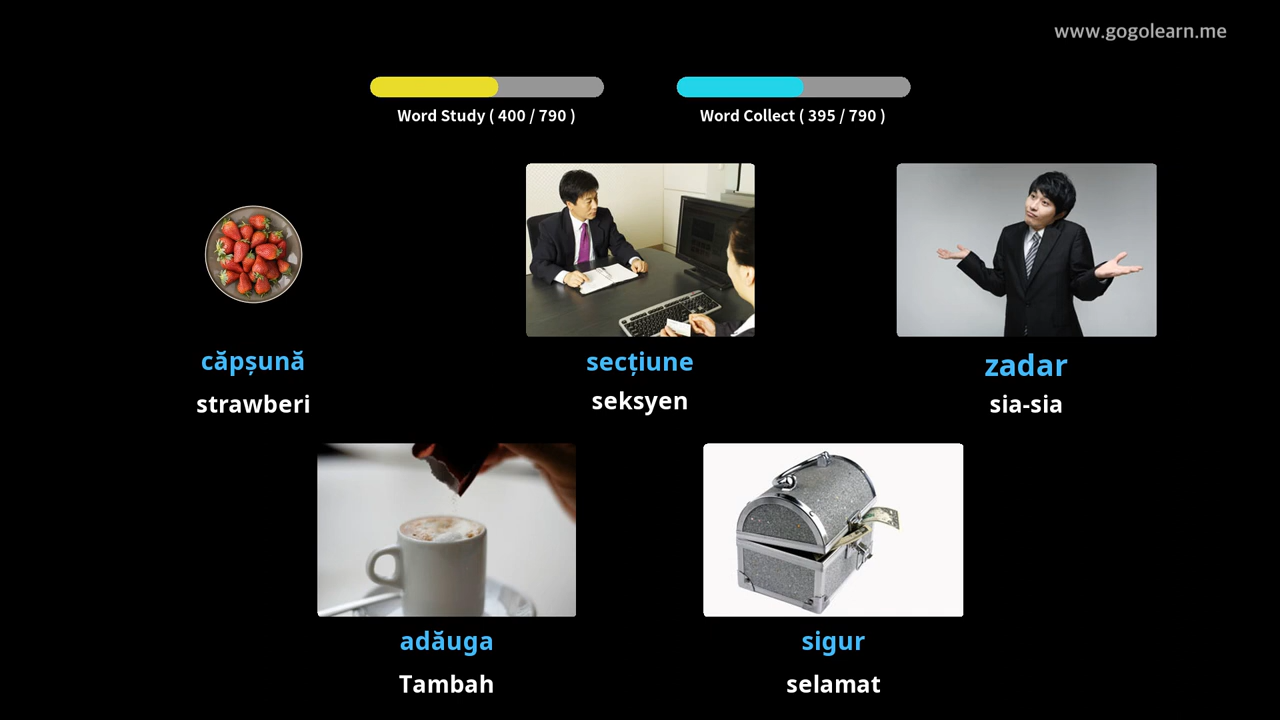 www.gogolearn.me
Word Study ( 400 / 790 )
Word Collect ( 395 / 790 )
căpșună
strawberi
secțiune
seksyen
zadar
sia-sia
adăuga
Tambah
sigur
selamat